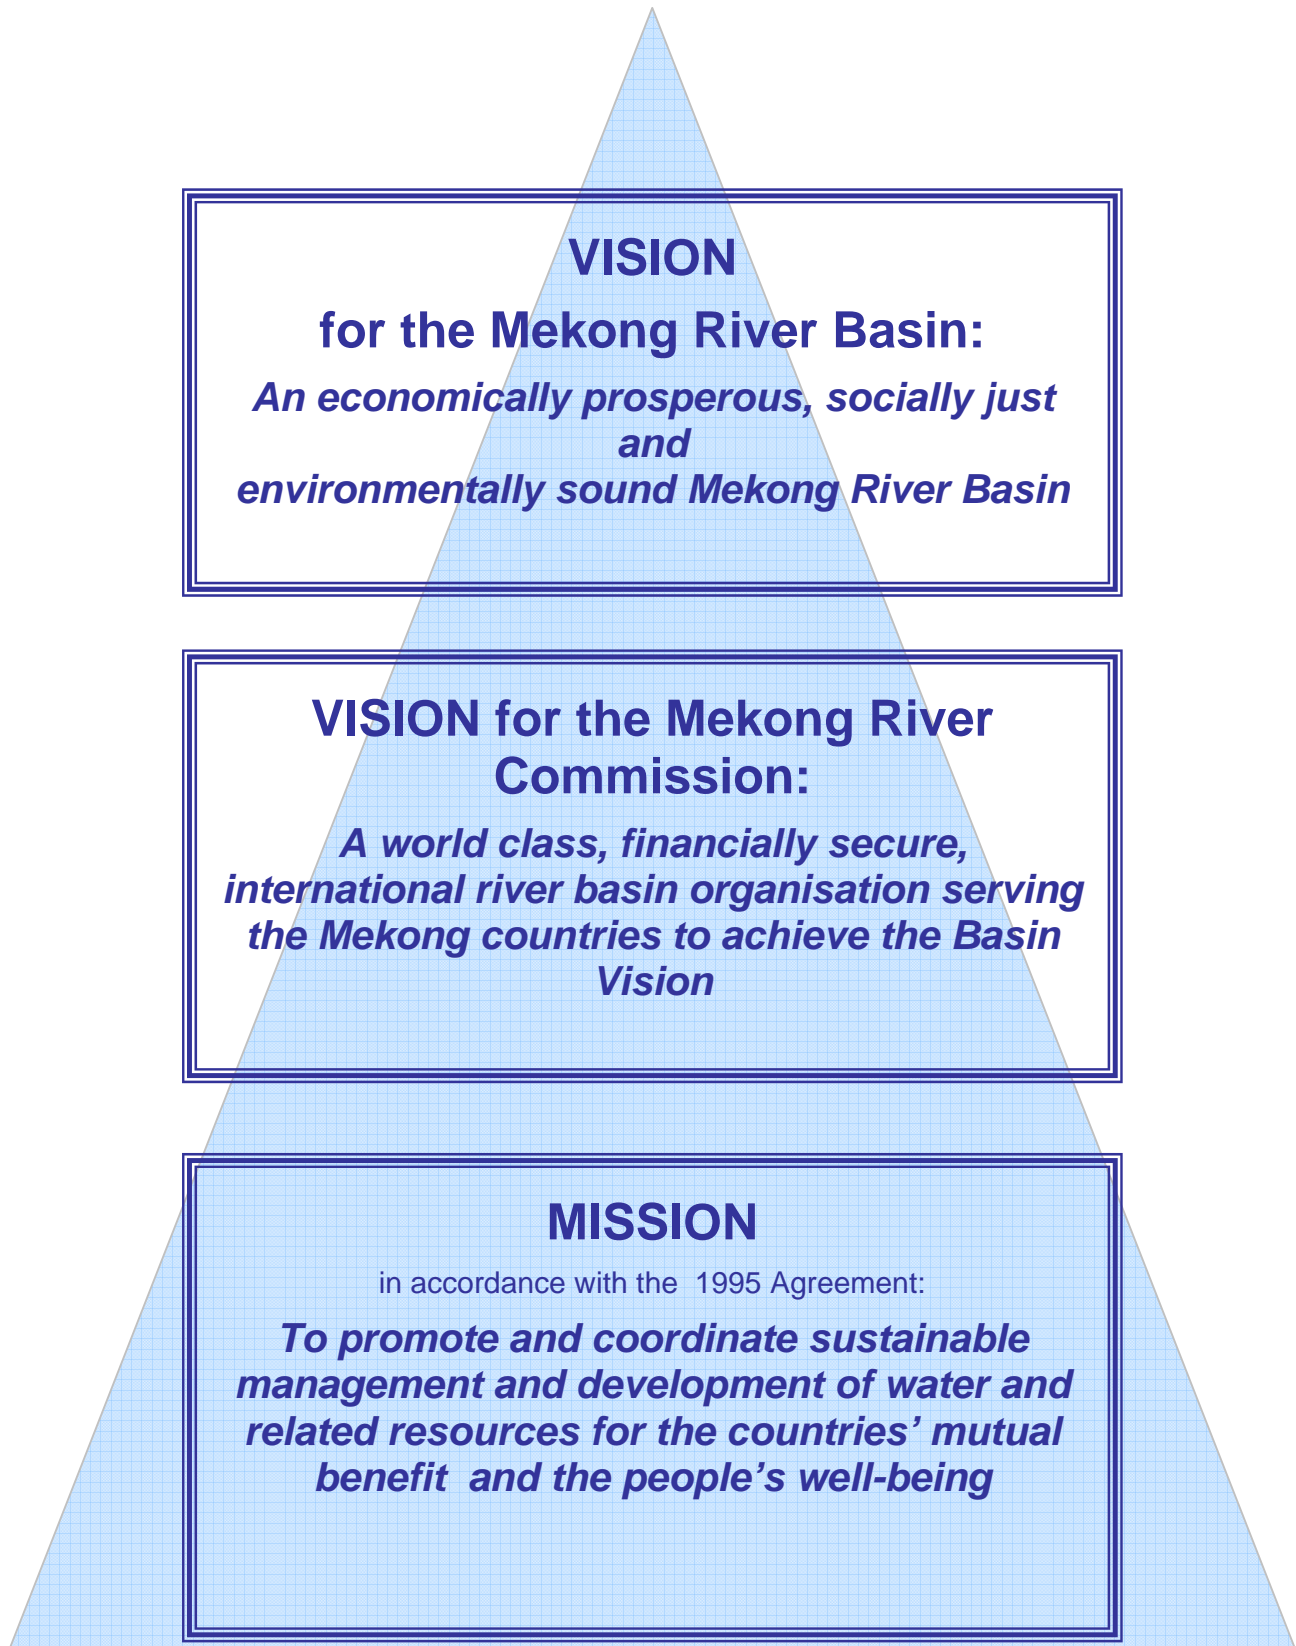 VISION
for the Mekong River Basin:
An economically prosperous, socially just
and
environmentally sound Mekong River Basin
VISION for the Mekong River
Commission:
A world class, financially secure,
international river basin organisation serving
the Mekong countries to achieve the Basin
Vision
MISSION
in accordance with the  1995 Agreement:
To promote and coordinate sustainable
management and development of water and
related resources for the countries’ mutual
benefit  and the people’s well-being